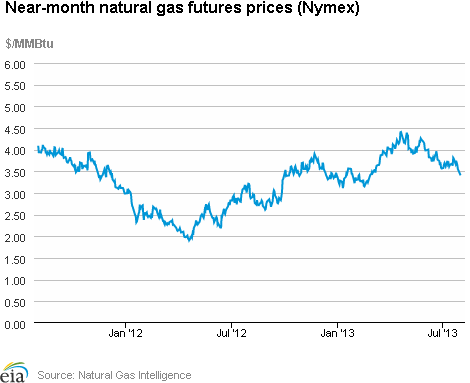 Near-month natural gas futures prices (Nymex)
$/MMBtu
6.00
5.50
5.00
4.50
4.00
3.50
3.00
2.50
2.00
1.50
1.00
0.50
0.00
Jan '12
Jul '12
Jan '13
Jul '13
eia
Source: Natural Gas Intelligence